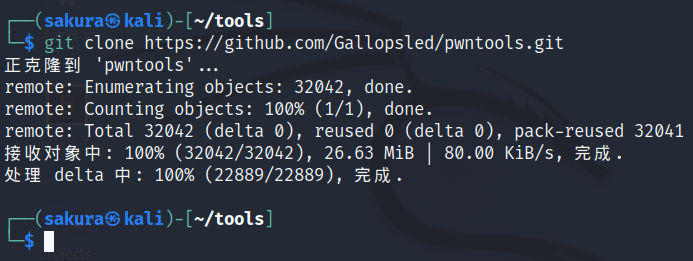 ┌──(sakura㉿kali)-[~/tools]
└─$ git clone https://github.com/Gallopsled/pwntools.git
正克隆到 'pwntools'...
remote: Enumerating objects: 32042, done.
remote: Counting objects: 100% (1/1), done.
remote: Total 32042 (delta 0), reused 0 (delta 0), pack-reused 32041
接收对象中: 100% (32042/32042), 26.63 MiB | 80.00 KiB/s, 完成.
处理 delta 中: 100% (22889/22889), 完成.
┌──(sakura㉿kali)-[~/tools]
└─$